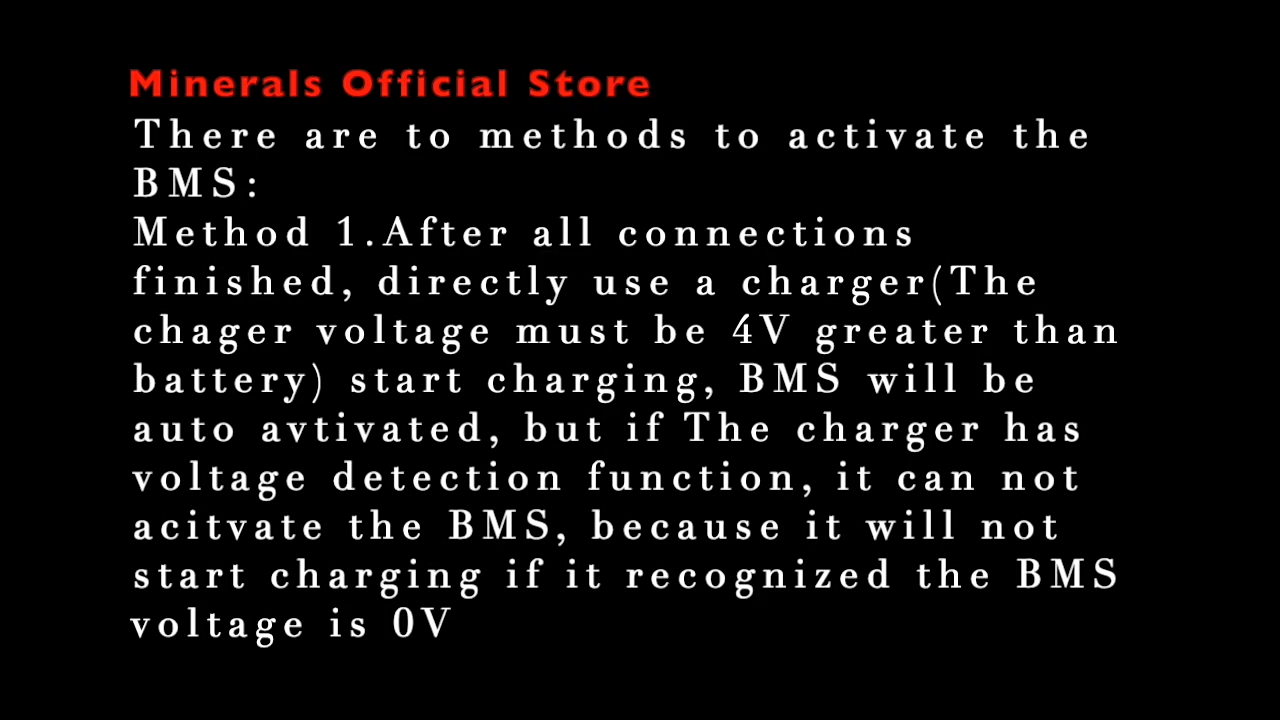 Minerals Official Store
There are to methods to activate the
BMS:
Method 1.After all connections
finished, directly use a charger(The
chager voltage must be 4V greater than
battery) start charging, BMS will be
auto avtivated, but if The charger has
voltage detection function, it can not
acitvate the BMS, because it will not
start charging if it recognized the BMS
voltage is 0V